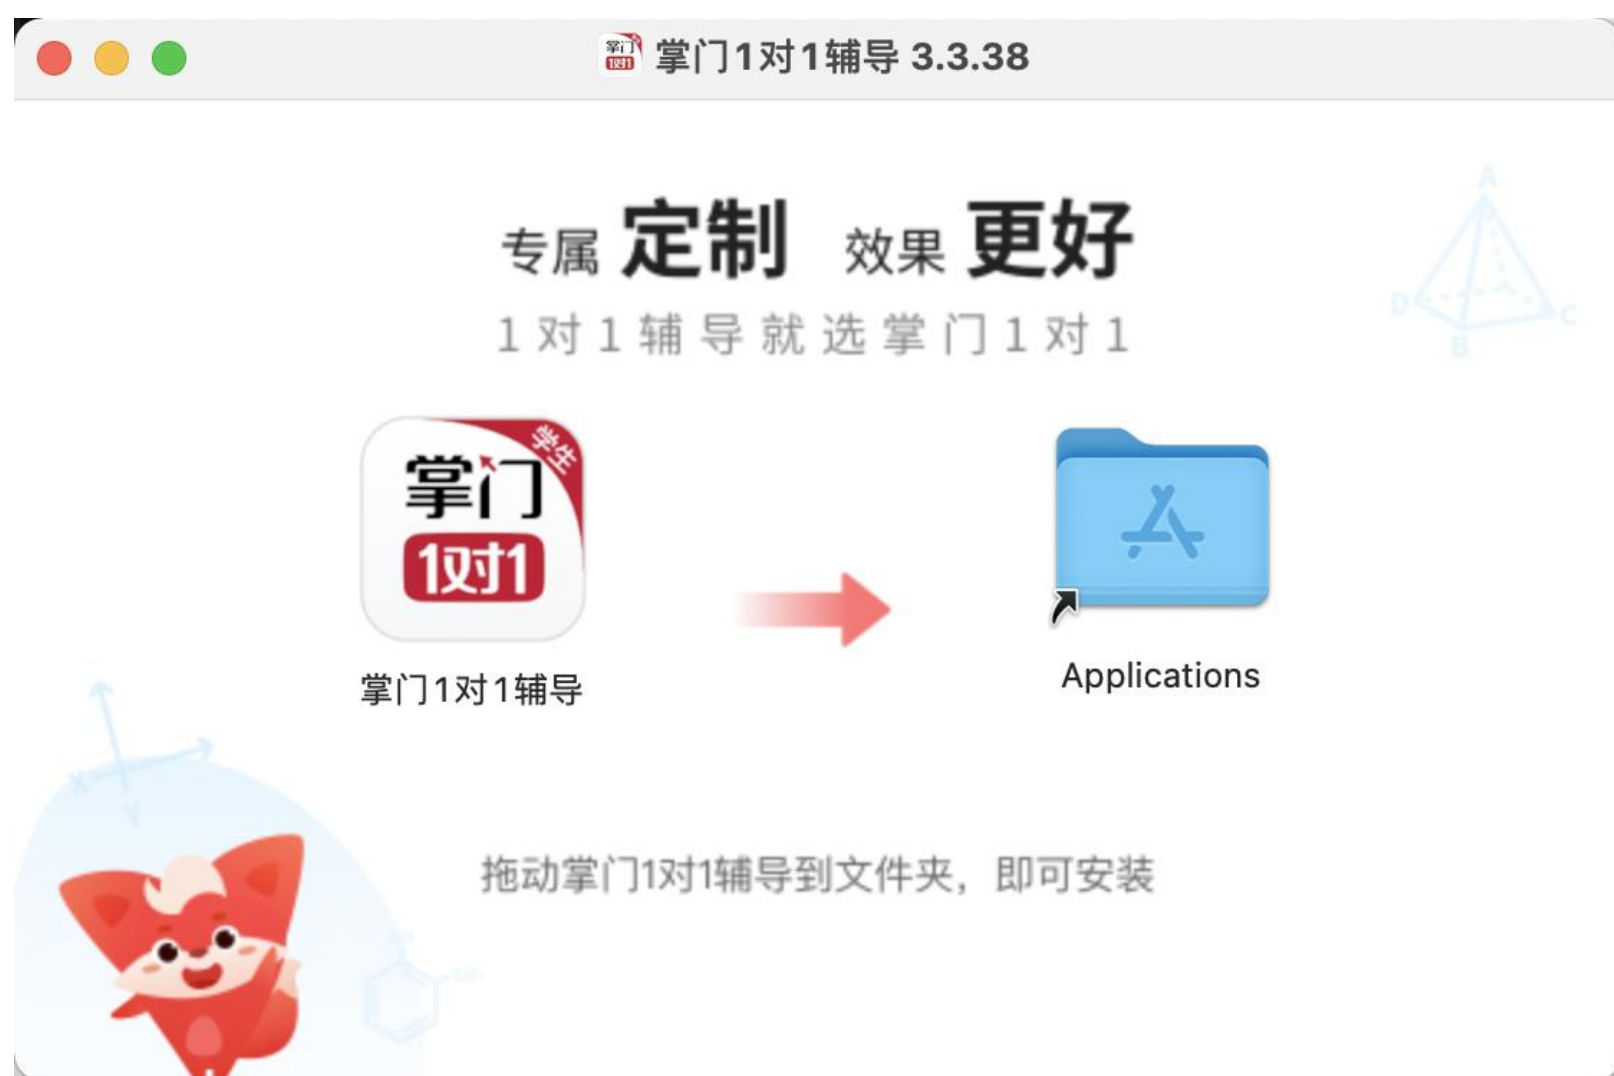 掌门1对1辅导 3.3.38
专属 定制 效果 更好
1对1辅导就选掌门1对1
学生
掌门
1对1
掌门1对1辅导
Applications
拖动掌门1对1辅导到文件夹，即可安装
A
D
C
B
X
Y